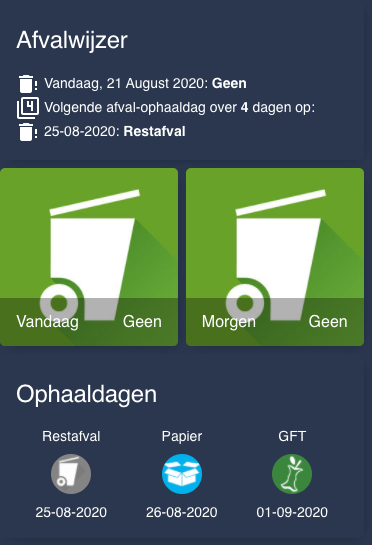 Afvalwijzer
Vandaag, 21 August 2020: Geen
4 Volgende afval-ophaaldag over 4 dagen op:
25-08-2020: Restafval
Vandaag Geen
Morgen Geen
Ophaaldagen
Restafval Papier GFT
25-08-2020 26-08-2020 01-09-2020